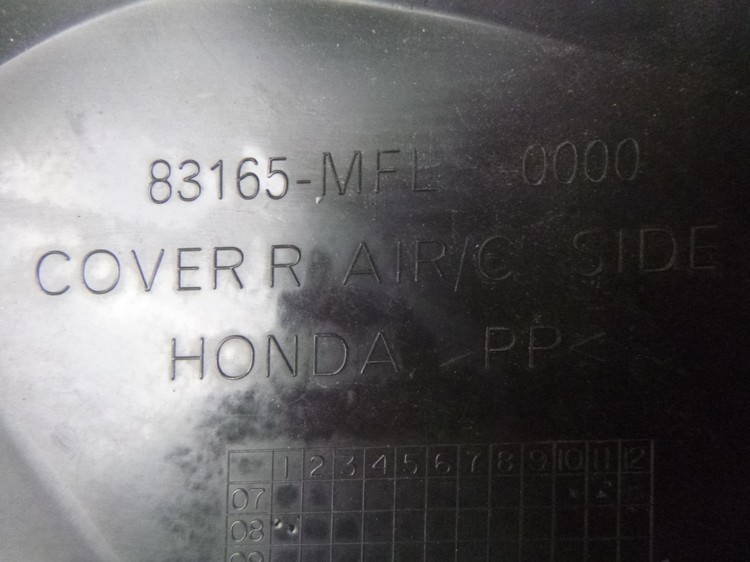 83165-MFL -0000
COVER R AIR/C SIDE
HONDA >PP<
1 2 3 4 5 6 7 8 9 10 11 12
07
08
09